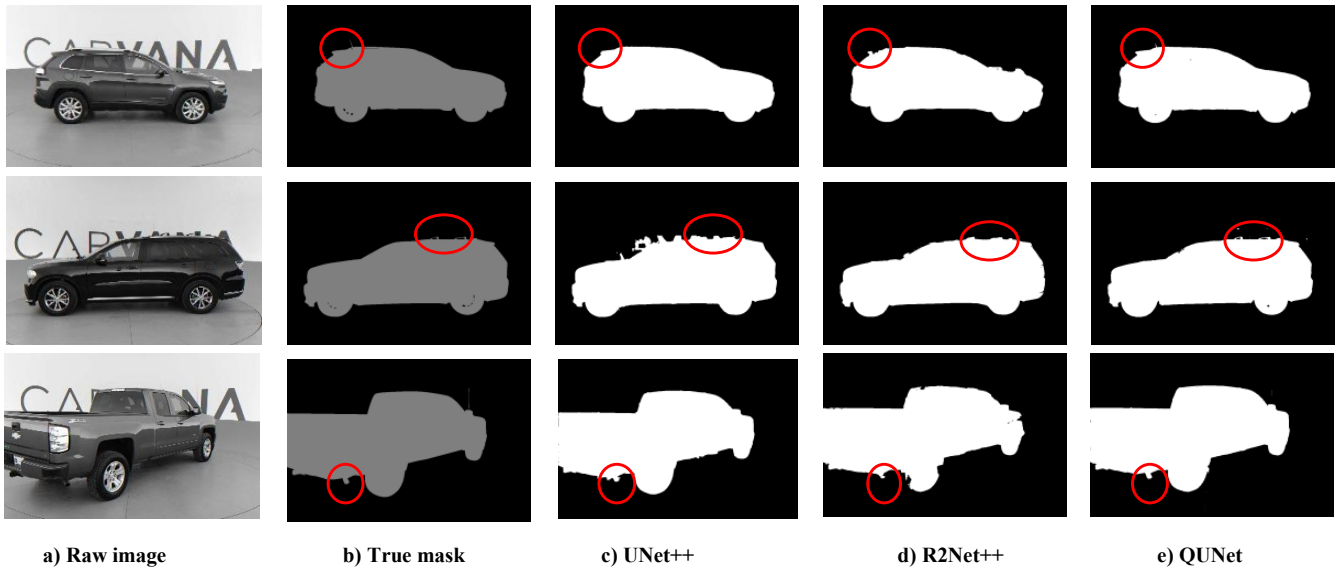 CARVANA
CARVANA
CARVANA
a) Raw image
b) True mask
c) UNet++
d) R2Net++
e) QUNet